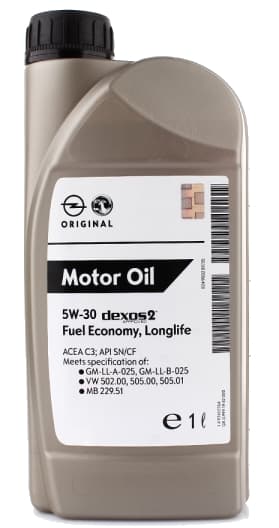 ORIGINAL
Motor Oil
5W-30 dexos2
Fuel Economy, Longlife
ACEA C3; API SN/CF
Meets specification of:
● GM-LL-A-025, GM-LL-B-025
● VW 502.00, 505.00, 505.01
● MB 229.51
e 1 ℓ